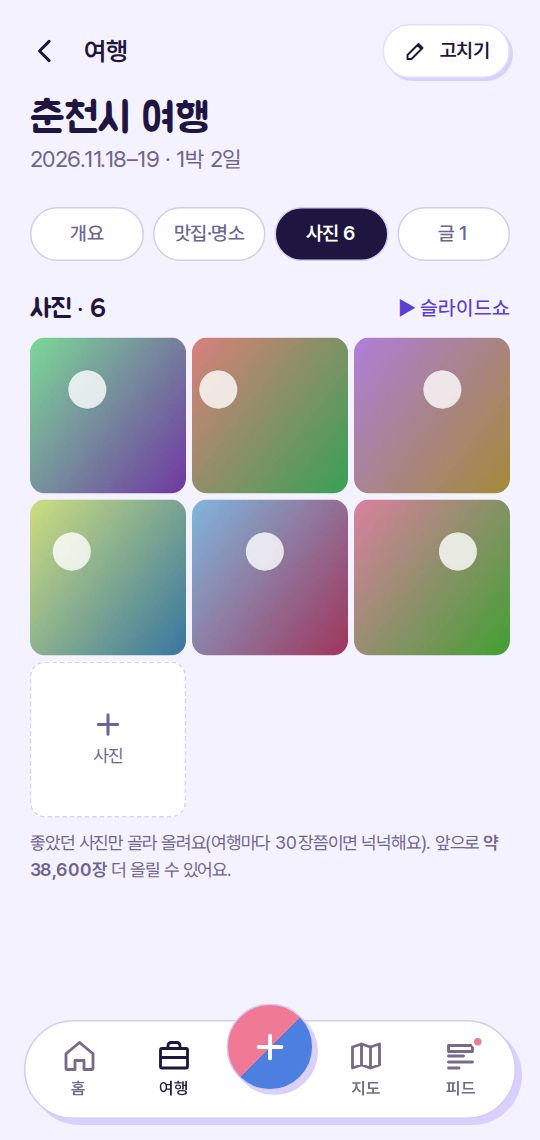 여행
고치기
춘천시 여행
2026.11.18–19 · 1박 2일
개요
맛집·명소
사진 6
글 1
사진 · 6
▶ 슬라이드쇼
사진
좋았던 사진만 골라 올려요(여행마다 30장쯤이면 넉넉해요). 앞으로 약
38,600장 더 올릴 수 있어요.
홈
여행
지도
피드